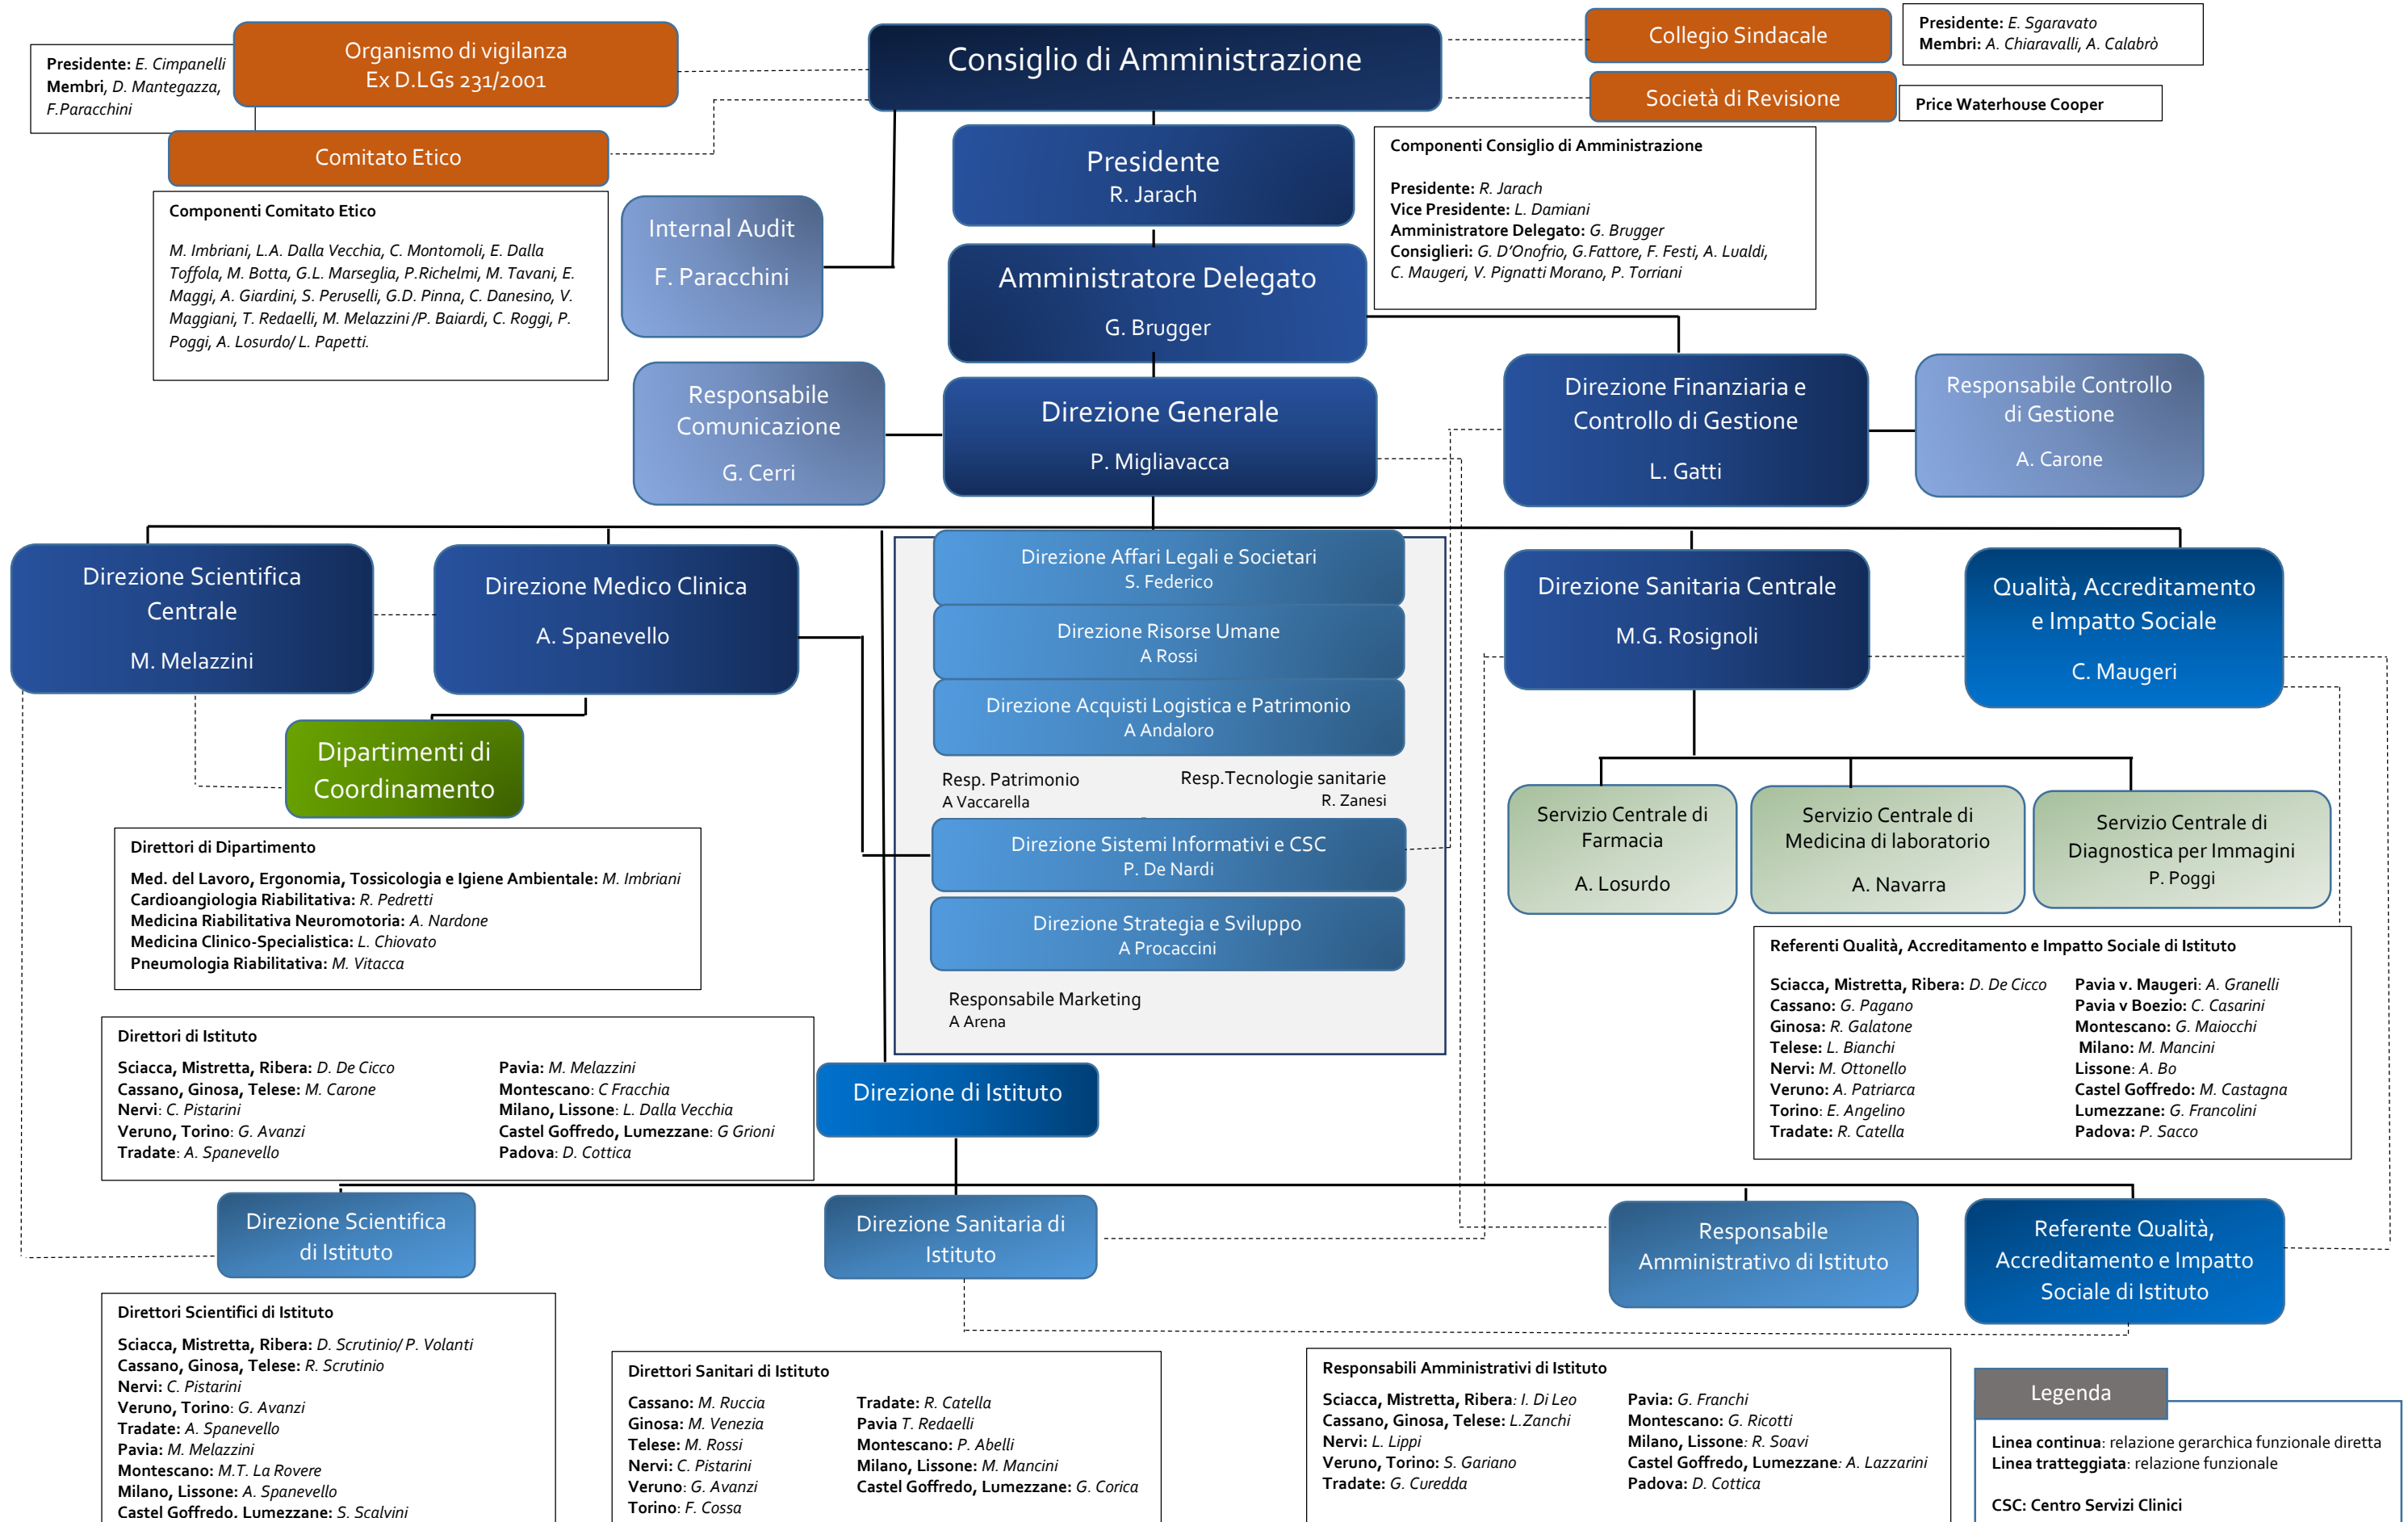 Organismo di vigilanza
Ex D.LGs 231/2001
Presidente: E. Cimpanelli
Membri, D. Mantegazza,
F.Paracchini
Comitato Etico
Componenti Comitato Etico
M. Imbriani, L.A. Dalla Vecchia, C. Montomoli, E. Dalla
Toffola, M. Botta, G.L. Marseglia, P.Richelmi, M. Tavani, E.
Maggi, A. Giardini, S. Peruselli, G.D. Pinna, C. Danesino, V.
Maggiani, T. Redaelli, M. Melazzini /P. Baiardi, C. Roggi, P.
Poggi, A. Losurdo/ L. Papetti.
Consiglio di Amministrazione
Collegio Sindacale
Presidente: E. Sgaravato
Membri: A. Chiaravalli, A. Calabrò
Società di Revisione
Price Waterhouse Cooper
Presidente
R. Jarach
Componenti Consiglio di Amministrazione
Presidente: R. Jarach
Vice Presidente: L. Damiani
Amministratore Delegato: G. Brugger
Consiglieri: G. D'Onofrio, G.Fattore, F. Festi, A. Lualdi,
C. Maugeri, V. Pignatti Morano, P. Torriani
Internal Audit
F. Paracchini
Amministratore Delegato
G. Brugger
Responsabile
Comunicazione
G. Cerri
Direzione Generale
P. Migliavacca
Direzione Finanziaria e
Controllo di Gestione
L. Gatti
Responsabile Controllo
di Gestione
A. Carone
Direzione Scientifica
Centrale
M. Melazzini
Direzione Medico Clinica
A. Spanevello
Direzione Affari Legali e Societari
S. Federico
Direzione Risorse Umane
A Rossi
Direzione Acquisti Logistica e Patrimonio
A Andaloro
Resp. Patrimonio
A Vaccarella
Resp.Tecnologie sanitarie
R. Zanesi
Direzione Sistemi Informativi e CSC
P. De Nardi
Direzione Strategia e Sviluppo
A Procaccini
Responsabile Marketing
A Arena
Direzione Sanitaria Centrale
M.G. Rosignoli
Qualità, Accreditamento
e Impatto Sociale
C. Maugeri
Dipartimenti di
Coordinamento
Direttori di Dipartimento
Med. del Lavoro, Ergonomia, Tossicologia e Igiene Ambientale: M. Imbriani
Cardioangiologia Riabilitativa: R. Pedretti
Medicina Riabilitativa Neuromotoria: A. Nardone
Medicina Clinico-Specialistica: L. Chiovato
Pneumologia Riabilitativa: M. Vitacca
Servizio Centrale di
Farmacia
A. Losurdo
Servizio Centrale di
Medicina di laboratorio
A. Navarra
Servizio Centrale di
Diagnostica per Immagini
P. Poggi
Referenti Qualità, Accreditamento e Impatto Sociale di Istituto
Sciacca, Mistretta, Ribera: D. De Cicco
Cassano: G. Pagano
Ginosa: R. Galatone
Telese: L. Bianchi
Nervi: M. Ottonello
Veruno: A. Patriarca
Torino: E. Angelino
Tradate: R. Catella
Pavia v. Maugeri: A. Granelli
Pavia v Boezio: C. Casarini
Montescano: G. Maiocchi
Milano: M. Mancini
Lissone: A. Bo
Castel Goffredo: M. Castagna
Lumezzane: G. Francolini
Padova: P. Sacco
Direttori di Istituto
Sciacca, Mistretta, Ribera: D. De Cicco
Cassano, Ginosa, Telese: M. Carone
Nervi: C. Pistarini
Veruno, Torino: G. Avanzi
Tradate: A. Spanevello
Pavia: M. Melazzini
Montescano: C Fracchia
Milano, Lissone: L. Dalla Vecchia
Castel Goffredo, Lumezzane: G Grioni
Padova: D. Cottica
Direzione di Istituto
Direzione Scientifica
di Istituto
Direzione Sanitaria di
Istituto
Responsabile
Amministrativo di Istituto
Referente Qualità,
Accreditamento e Impatto
Sociale di Istituto
Direttori Scientifici di Istituto
Sciacca, Mistretta, Ribera: D. Scrutinio/ P. Volanti
Cassano, Ginosa, Telese: R. Scrutinio
Nervi: C. Pistarini
Veruno, Torino: G. Avanzi
Tradate: A. Spanevello
Pavia: M. Melazzini
Montescano: M.T. La Rovere
Milano, Lissone: A. Spanevello
Castel Goffredo, Lumezzane: S. Scalvini
Direttori Sanitari di Istituto
Cassano: M. Ruccia
Ginosa: M. Venezia
Telese: M. Rossi
Nervi: C. Pistarini
Veruno: G. Avanzi
Torino: F. Cossa
Tradate: R. Catella
Pavia T. Redaelli
Montescano: P. Abelli
Milano, Lissone: M. Mancini
Castel Goffredo, Lumezzane: G. Corica
Responsabili Amministrativi di Istituto
Sciacca, Mistretta, Ribera: I. Di Leo
Cassano, Ginosa, Telese: L.Zanchi
Nervi: L. Lippi
Veruno, Torino: S. Gariano
Tradate: G. Curedda
Pavia: G. Franchi
Montescano: G. Ricotti
Milano, Lissone: R. Soavi
Castel Goffredo, Lumezzane: A. Lazzarini
Padova: D. Cottica
Legenda
Linea continua: relazione gerarchica funzionale diretta
Linea tratteggiata: relazione funzionale
CSC: Centro Servizi Clinici